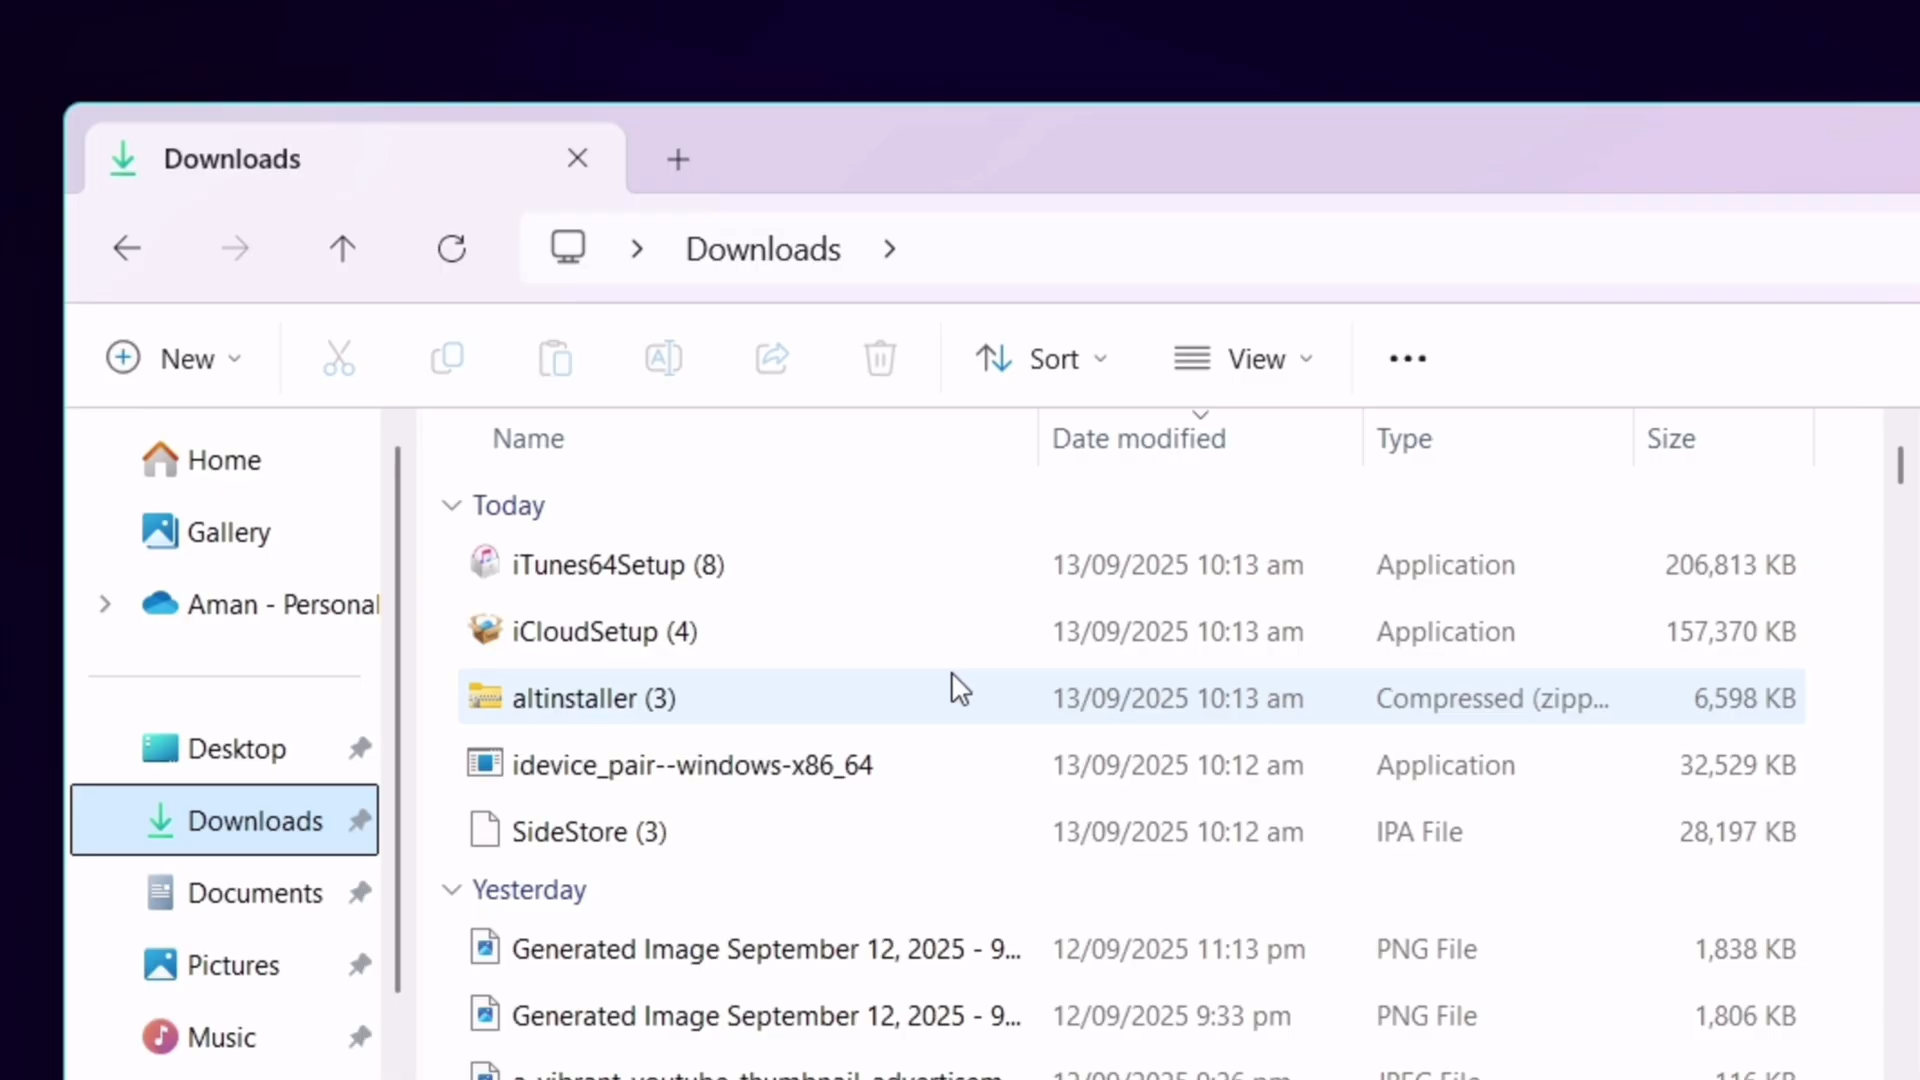 Downloads
Downloads
New
Sort
View
Home
Gallery
Aman - Personal
Desktop
Downloads
Documents
Pictures
Music
Name Date modified Type Size
Today
iTunes64Setup (8) 13/09/2025 10:13 am Application 206,813 KB
iCloudSetup (4) 13/09/2025 10:13 am Application 157,370 KB
altinstaller (3) 13/09/2025 10:13 am Compressed (zipp... 6,598 KB
idevice_pair--windows-x86_64 13/09/2025 10:12 am Application 32,529 KB
SideStore (3) 13/09/2025 10:12 am IPA File 28,197 KB
Yesterday
Generated Image September 12, 2025 - 9... 12/09/2025 11:13 pm PNG File 1,838 KB
Generated Image September 12, 2025 - 9... 12/09/2025 9:33 pm PNG File 1,806 KB